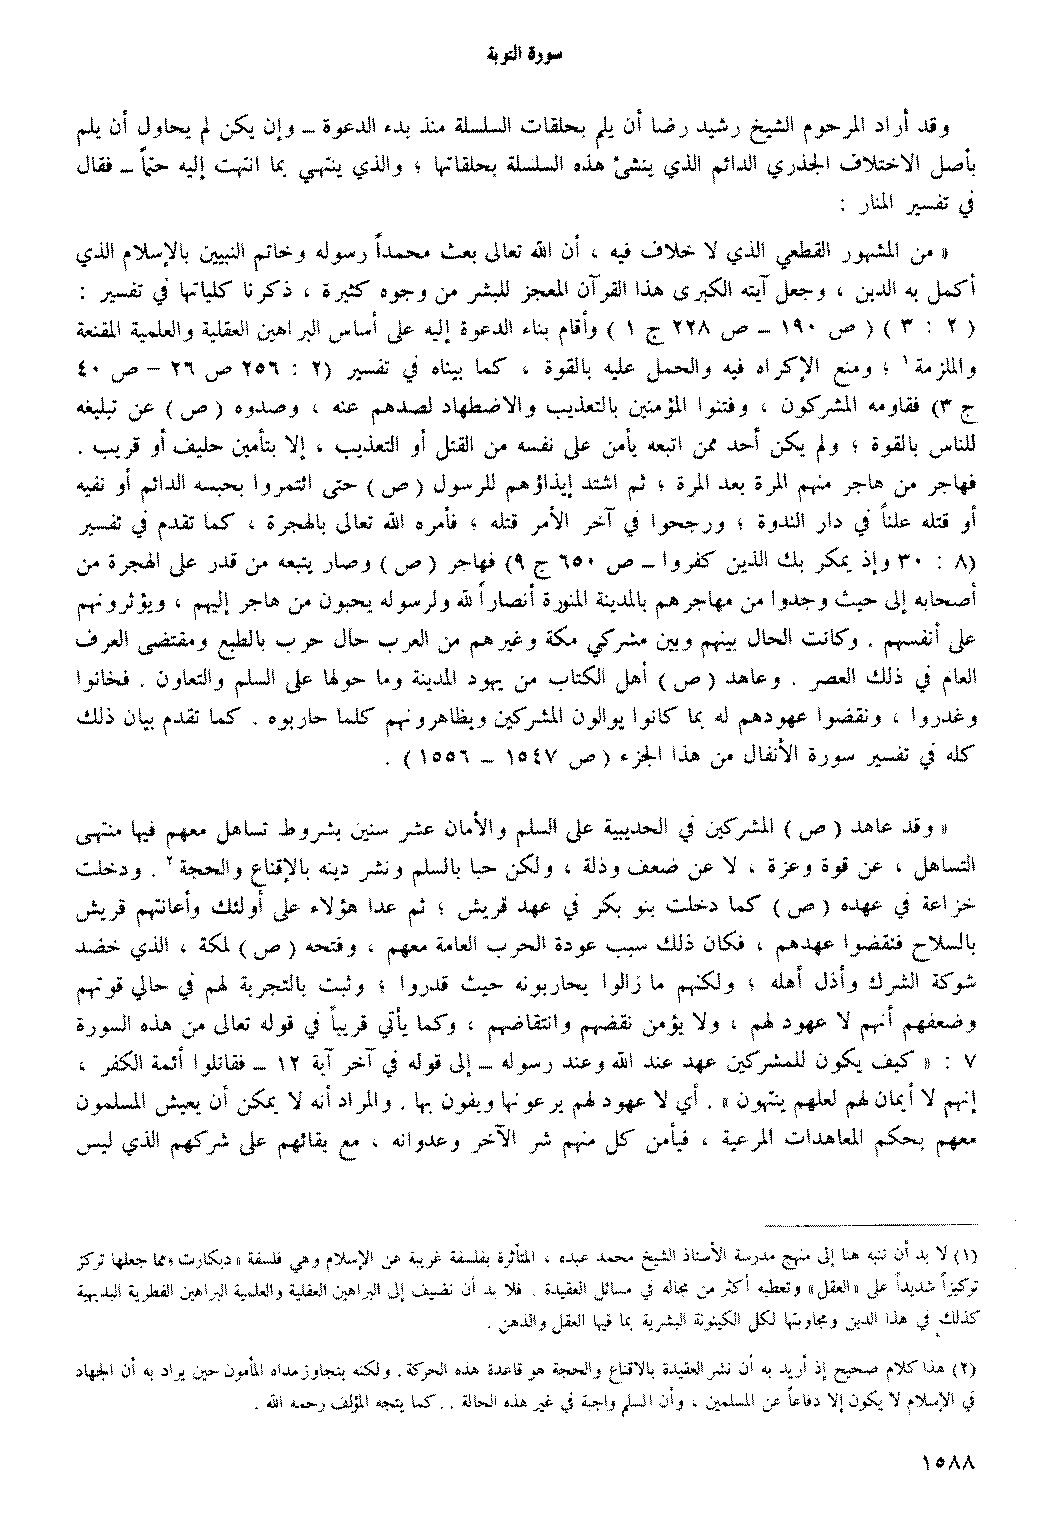 سورة التوبة
وقد أراد المرحوم الشيخ رشيد رضا أن يلم بحلقات السلسلة منذ بدء الدعوة – وإن يكن لم يحاول أن يلم
بأصل الاختلاف الجذري الدائم الذي ينشئ هذه السلسلة بحلقاتها ؛ والذي ينتهي بما انتهت إليه حتماً – فقال
في تفسير المنار :
« من المشهور القطعي الذي لا خلاف فيه ، أن الله تعالى بعث محمداً رسوله وخاتم النبيين بالإسلام الذي
أكمل به الدين ، وجعل آيته الكبرى هذا القرآن المعجز للبشر من وجوه كثيرة ، ذكرنا كلياتها في تفسير :
( ٢ : ٣ ) ( ص ١٩٠ – ص ٢٢٨ ج ١ ) وأقام بناء الدعوة إليه على أساس البراهين العقلية والعلمية المقنعة
والملزمة ١ ؛ ومنع الإكراه فيه والحمل عليه بالقوة ، كما بيناه في تفسير (٢ : ٢٥٦ ص ٢٦ – ص ٤٠
ج ٣) فقاومه المشركون ، وفتنوا المؤمنين بالتعذيب والاضطهاد لصدهم عنه ، وصدوه ( ص ) عن تبليغه
للناس بالقوة ؛ ولم يكن أحد ممن اتبعه يأمن على نفسه من القتل أو التعذيب ، إلا بتأمين حليف أو قريب .
فهاجر من هاجر منهم المرة بعد المرة ؛ ثم اشتد إيذاؤهم للرسول ( ص ) حتى ائتمروا بحبسه الدائم أو نفيه
أو قتله علناً في دار الندوة ؛ ورجحوا في آخر الأمر قتله ؛ فأمره الله تعالى بالهجرة ، كما تقدم في تفسير
(٨ : ٣٠ وإذ يمكر بك الذين كفروا – ص ٦٥٠ ج ٩) فهاجر ( ص ) وصار يتبعه من قدر على الهجرة من
أصحابه إلى حيث وجدوا من مهاجرهم بالمدينة المنورة أنصاراً لله ولرسوله يحبون من هاجر إليهم ، ويؤثرونهم
على أنفسهم . وكانت الحال بينهم وبين مشركي مكة وغيرهم من العرب حال حرب بالطبع ومقتضى العرف
العام في ذلك العصر . وعاهد ( ص ) أهل الكتاب من يهود المدينة وما حولها على السلم والتعاون . فخانوا
وغدروا ، ونقضوا عهودهم له بما كانوا يوالون المشركين ويظاهرونهم كلما حاربوه . كما تقدم بيان ذلك
كله في تفسير سورة الأنفال من هذا الجزء ( ص ١٥٤٧ – ١٥٥٦ ) .
« وقد عاهد ( ص ) المشركين في الحديبية على السلم والأمان عشر سنين بشروط تساهل معهم فيها منتهى
التساهل ، عن قوة وعزة ، لا عن ضعف وذلة ، ولكن حبا بالسلم ونشر دينه بالإقناع والحجة ٢ . ودخلت
خزاعة في عهده ( ص ) كما دخلت بنو بكر في عهد قريش ؛ ثم عدا هؤلاء على أولئك وأعانتهم قريش
بالسلاح فنقضوا عهدهم ، فكان ذلك سبب عودة الحرب العامة معهم ، وفتحه ( ص ) لمكة ، الذي خضد
شوكة الشرك وأذل أهله ؛ ولكنهم ما زالوا يحاربونه حيث قدروا ؛ وثبت بالتجربة لهم في حالي قوتهم
وضعفهم أنهم لا عهود لهم ، ولا يؤمن نقضهم وانتقاضهم ، وكما يأتي قريباً في قوله تعالى من هذه السورة
٧ : « كيف يكون للمشركين عهد عند الله وعند رسوله – إلى قوله في آخر آية ١٢ – فقاتلوا أئمة الكفر ،
إنهم لا أيمان لهم لعلهم ينتهون » . أي لا عهود لهم يرعونها ويفون بها . والمراد أنه لا يمكن أن يعيش المسلمون
معهم بحكم المعاهدات المرعية ، فيأمن كل منهم شر الآخر وعدوانه ، مع بقائهم على شركهم الذي ليس
(١) لا بد أن ننبه هنا إلى منهج مدرسة الأستاذ الشيخ محمد عبده ، المتأثرة بفلسفة غريبة عن الإسلام وهي فلسفة « ديكارت » مما جعلها تركز
تركيزاً شديداً على « العقل » وتعطيه أكثر من مجاله في مسائل العقيدة . فلا بد أن نضيف إلى البراهين العقلية والعلمية البراهين الفطرية البديهية
كذلك في هذا الدين ومجاوبتها لكل الكينونة البشرية بما فيها العقل والذهن .
(٢) هذا كلام صحيح إذ أريد به أن نشر العقيدة بالاقناع والحجة هو قاعدة هذه الحركة . ولكنه يتجاوز مداه المأمون حين يراد به أن الجهاد
في الإسلام لا يكون إلا دفاعاً عن المسلمين ، وأن السلم واجبة في غير هذه الحالة .. كما يتجه المؤلف رحمه الله .
١٥٨٨